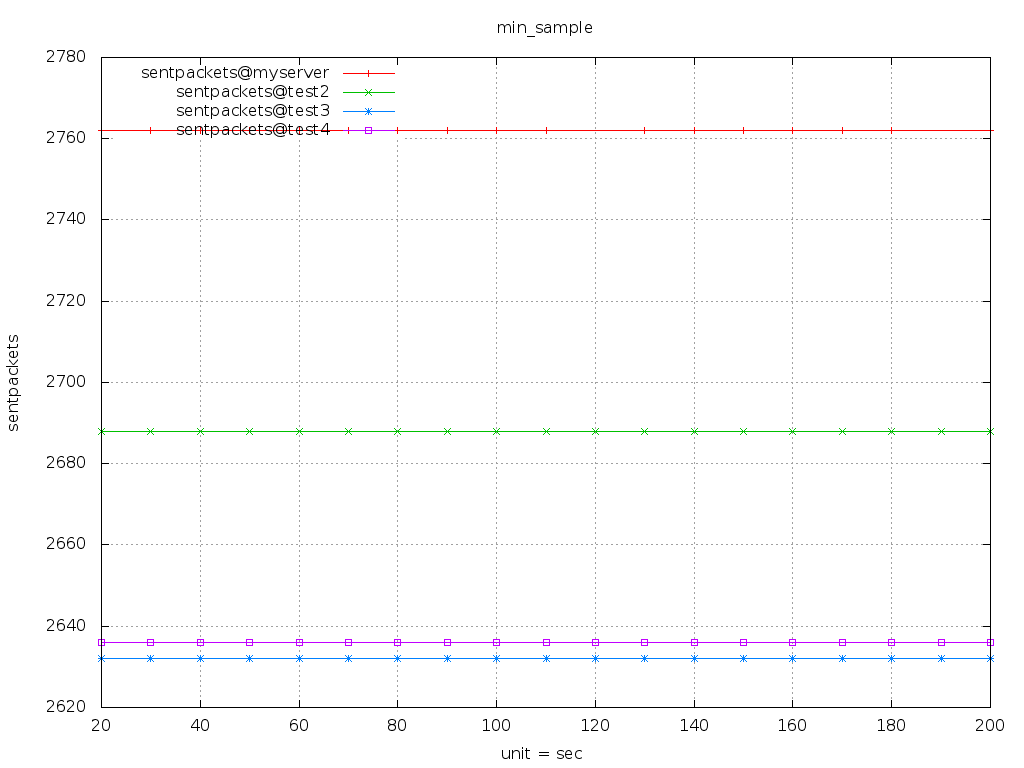 min_sample
2780
sentpackets@myserver
sentpackets@test2
sentpackets@test3
sentpackets@test4
2760
2740
2720
2700
2680
2660
2640
2620
sentpackets
20 40 60 80 100 120 140 160 180 200
unit = sec